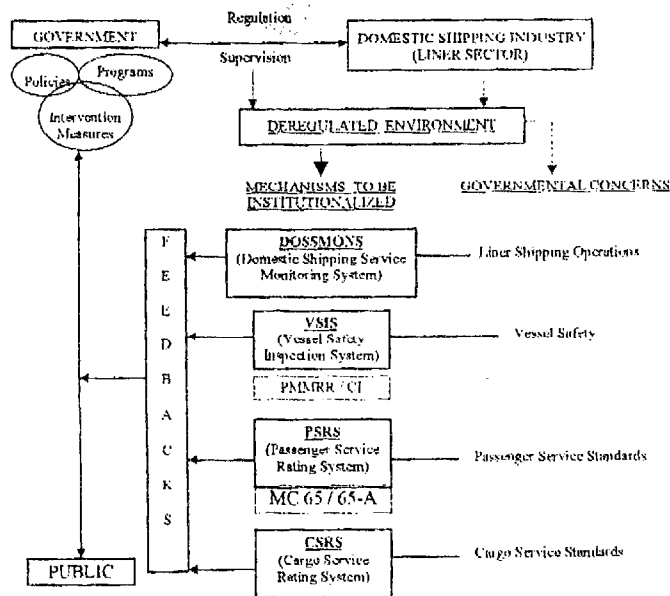 Regulation
GOVERNMENT
DOMESTIC SHIPPING INDUSTRY
(LINER SECTOR)
Supervision
Policies
Programs
Intervention
Measures
DEREGULATED ENVIRONMENT
MECHANISMS TO BE
INSTITUTIONALIZED
GOVERNMENTAL CONCERNS
F
E
E
D
B
A
C
K
S
DOSSMONS
(Domestic Shipping Service
Monitoring System)
Liner Shipping Operations
VSIS
(Vessel Safety
Inspection System)
Vessel Safety
PMMRR / CI
PSRS
(Passenger Service
Rating System)
Passenger Service Standards
MC 65 / 65-A
CSRS
(Cargo Service
Rating System)
Cargo Service Standards
PUBLIC